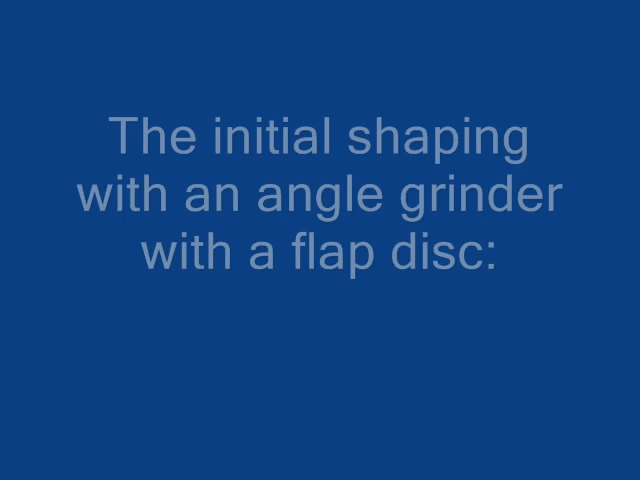 The initial shaping
with an angle grinder
with a flap disc: